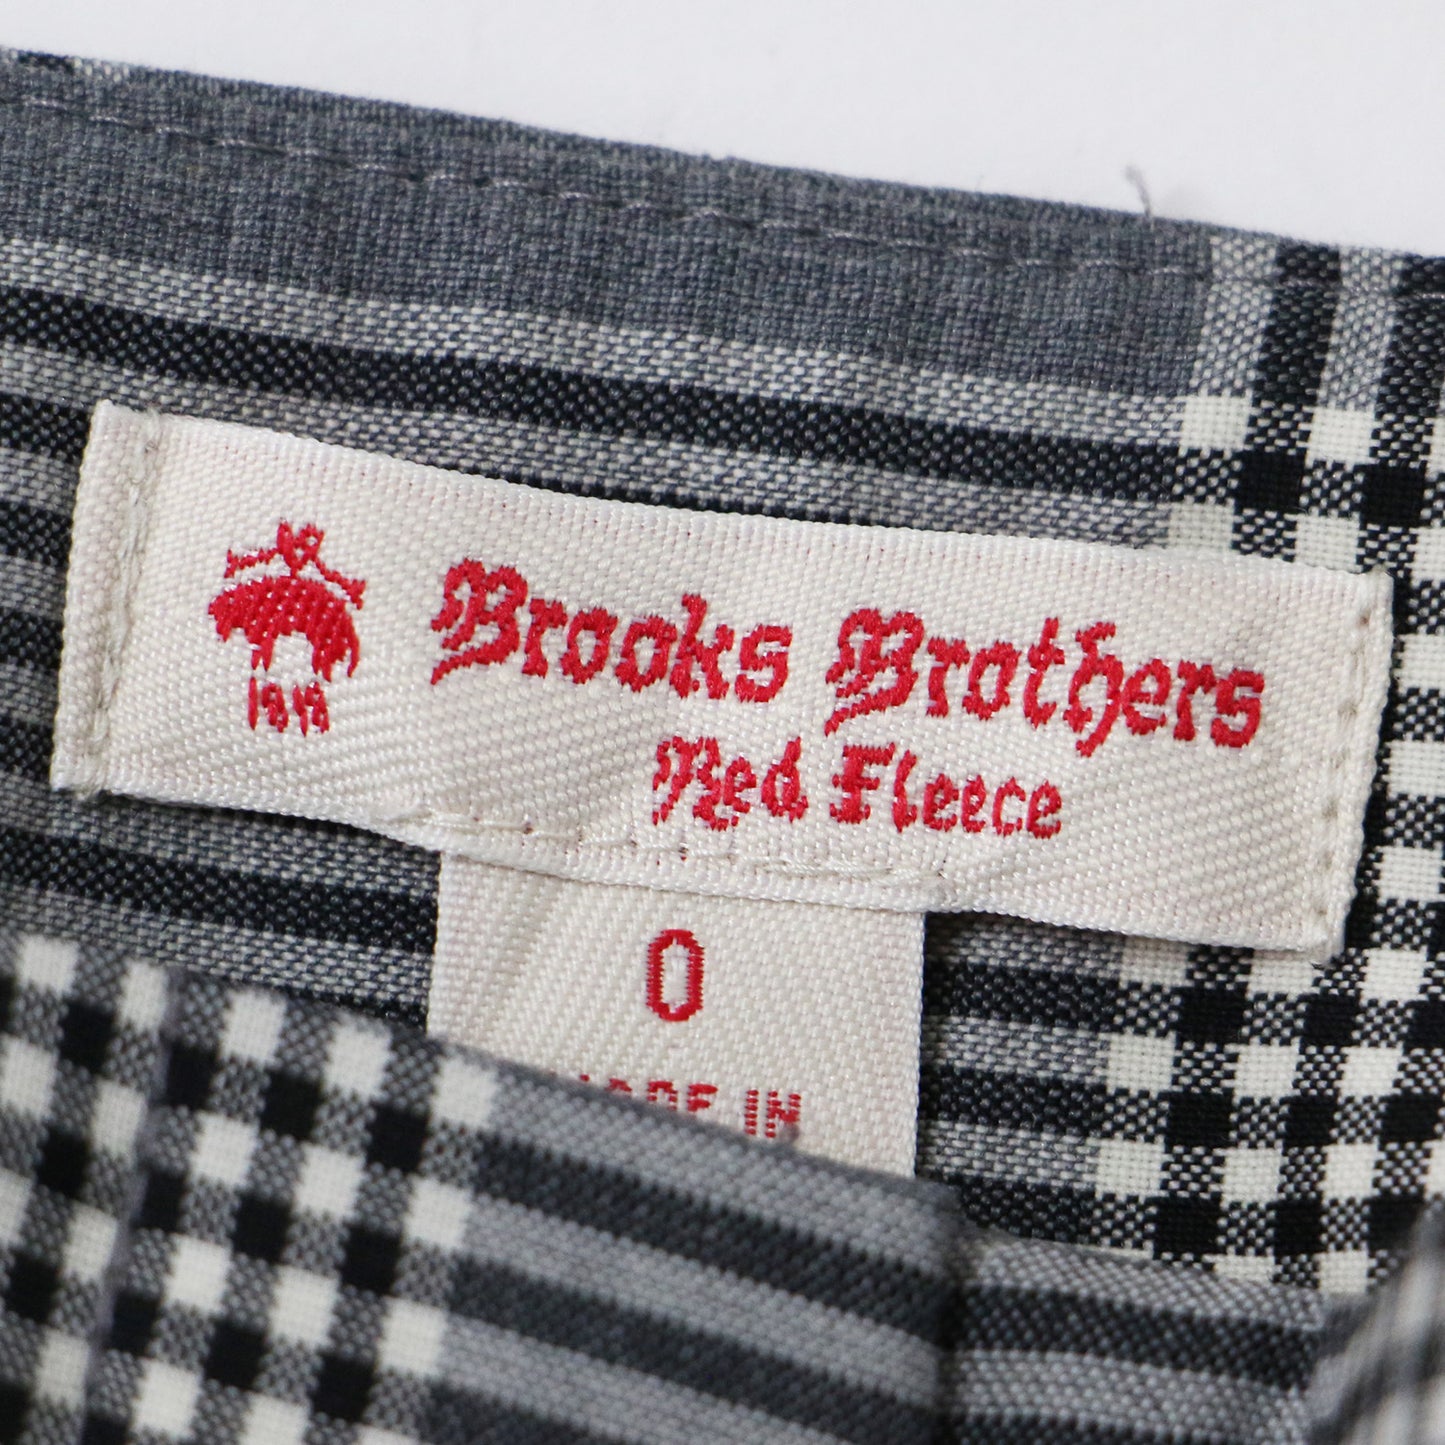 Brooks Brothers
1818
Red Fleece
0
MADE IN